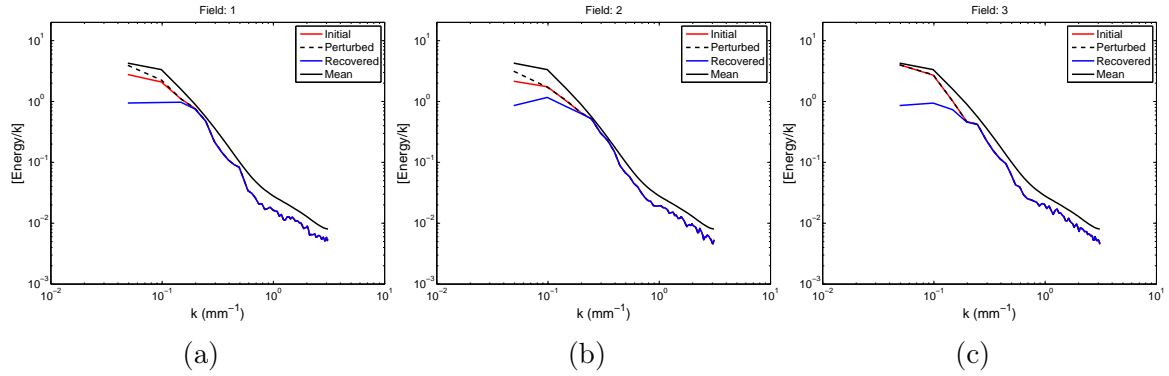 Field: 1
10^1
10^0
10^−1
10^−2
10^−3
[Energy/k]
Initial
Perturbed
Recovered
Mean
10^−2
10^−1
10^0
10^1
k (mm^−1)
(a)
Field: 2
10^1
10^0
10^−1
10^−2
10^−3
[Energy/k]
Initial
Perturbed
Recovered
Mean
10^−2
10^−1
10^0
10^1
k (mm^−1)
(b)
Field: 3
10^1
10^0
10^−1
10^−2
10^−3
[Energy/k]
Initial
Perturbed
Recovered
Mean
10^−2
10^−1
10^0
10^1
k (mm^−1)
(c)